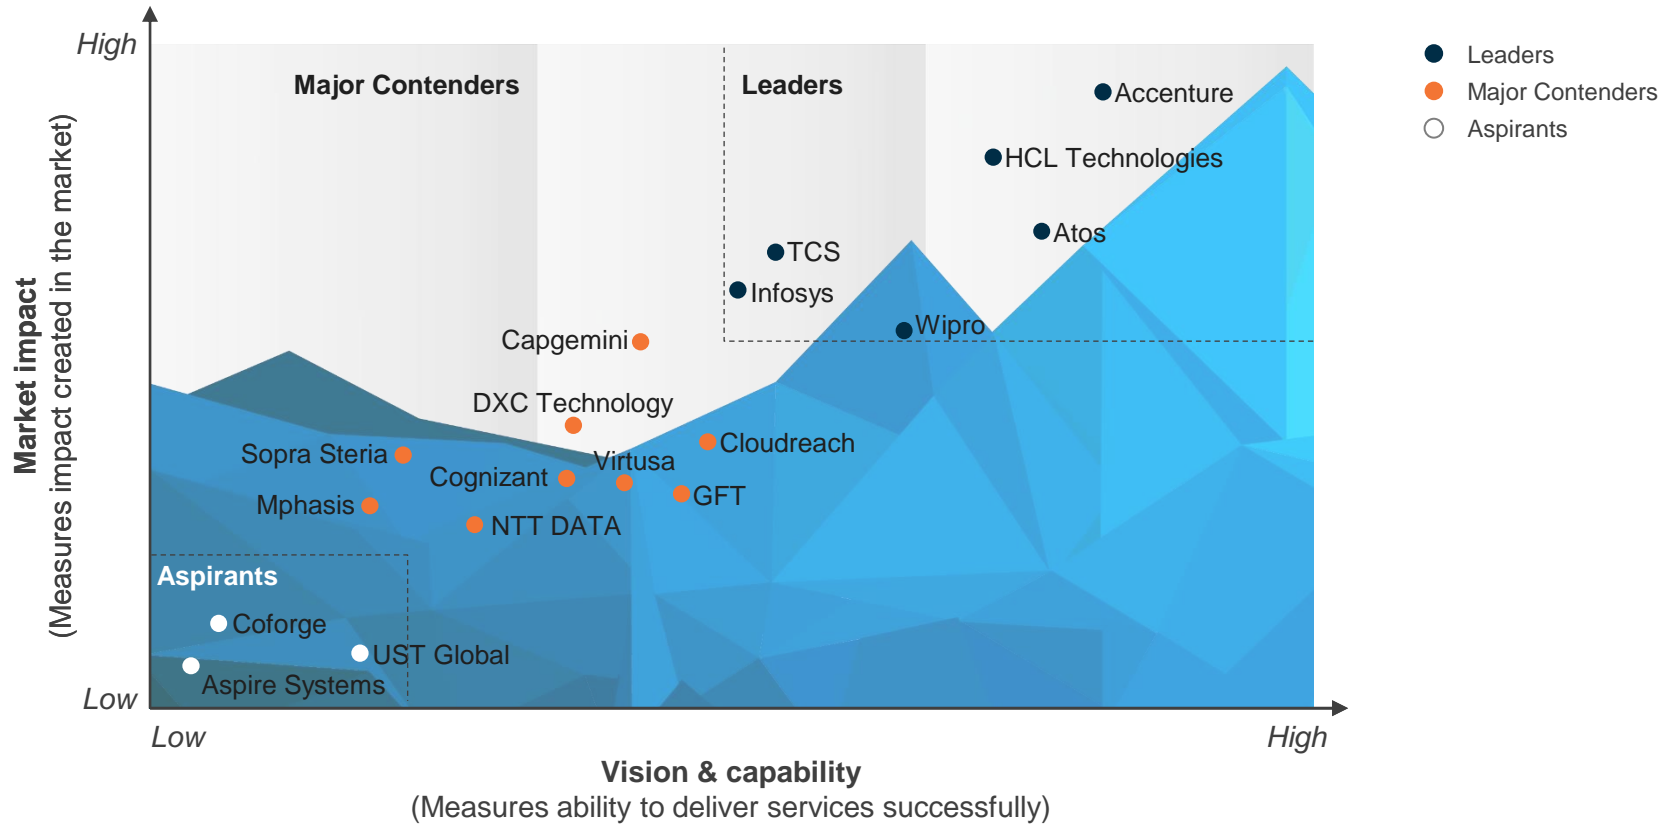 High
Major Contenders
Leaders
Accenture
HCL Technologies
Atos
TCS
Infosys
Wipro
Capgemini
DXC Technology
Cloudreach
Sopra Steria
Virtusa
Cognizant
GFT
Mphasis
NTT DATA
Aspirants
Coforge
UST Global
Aspire Systems
Low
Market impact
(Measures impact created in the market)
Low
High
Vision & capability
(Measures ability to deliver services successfully)
Leaders
Major Contenders
Aspirants